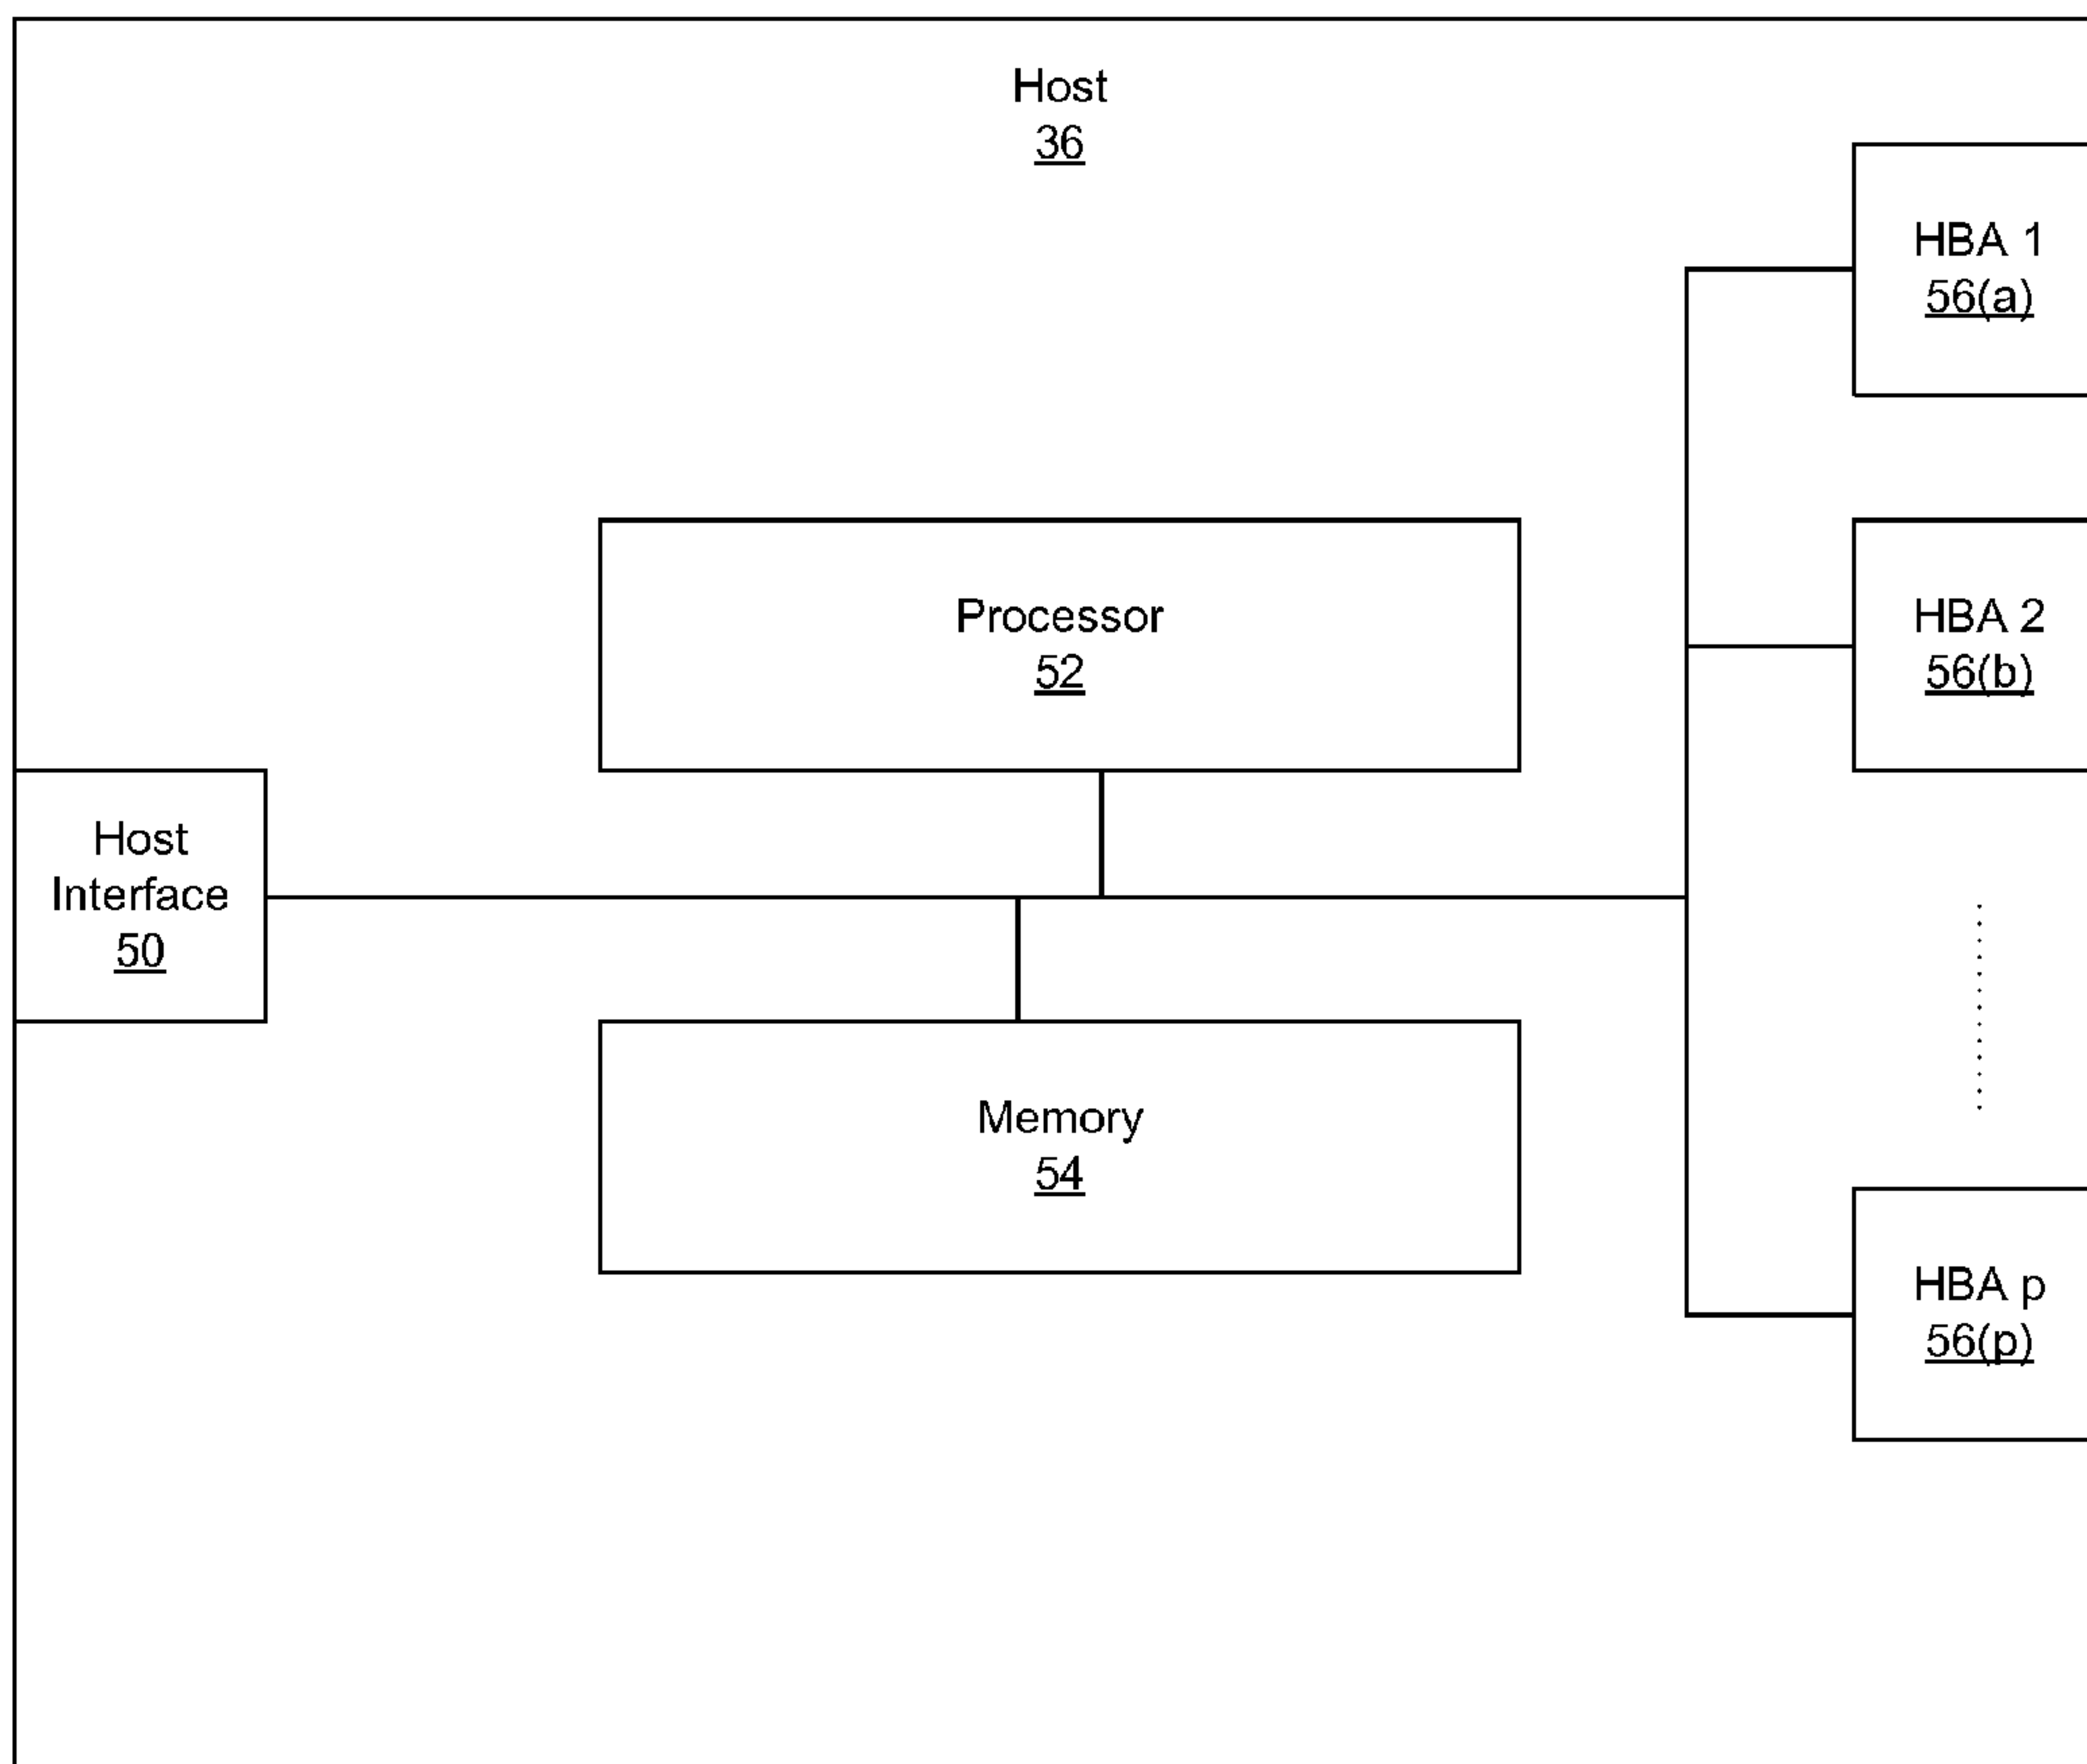 Host
36
HBA 1
56(a)
Processor
52
HBA 2
56(b)
Host
Interface
50
Memory
54
HBA p
56(p)